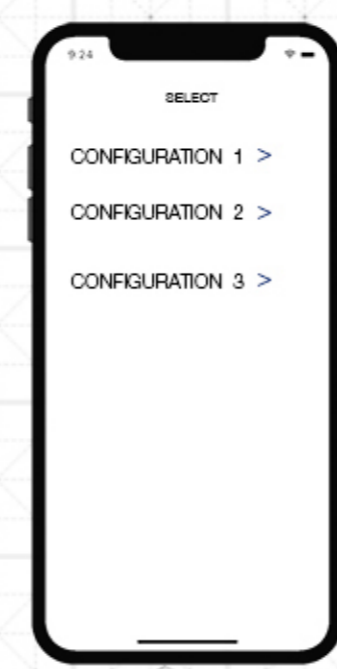 9:24
SELECT
CONFIGURATION 1 >
CONFIGURATION 2 >
CONFIGURATION 3 >